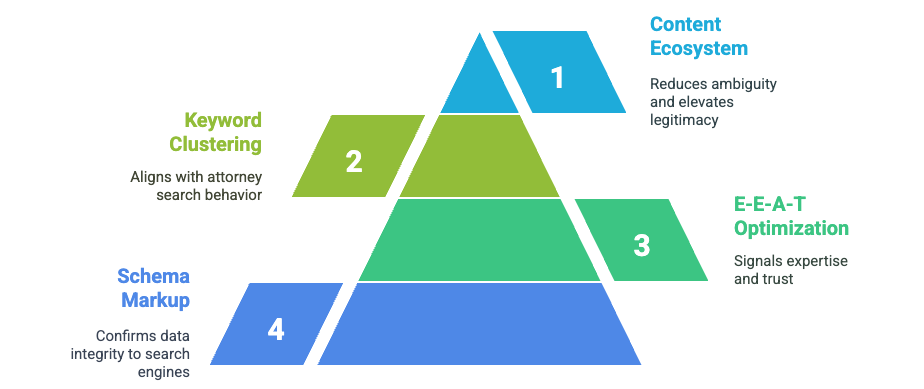 Content
Ecosystem
1
Reduces ambiguity
and elevates
legitimacy
Keyword
Clustering
2
Aligns with attorney
search behavior
E-E-A-T
Optimization
3
Signals expertise
and trust
Schema
Markup
4
Confirms data
integrity to search
engines